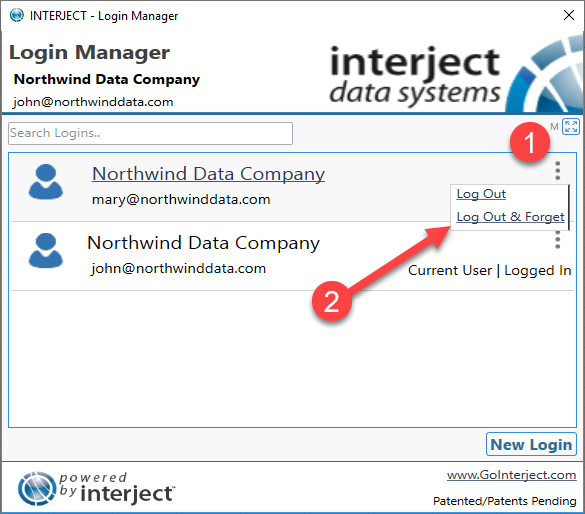 INTERJECT - Login Manager
Login Manager
Northwind Data Company
john@northwinddata.com
interject
data systems
Search Logins..
M
1
Northwind Data Company
mary@northwinddata.com
Log Out
Log Out & Forget
Northwind Data Company
john@northwinddata.com
Current User | Logged In
2
New Login
powered
by interject™
www.GoInterject.com
Patented/Patents Pending